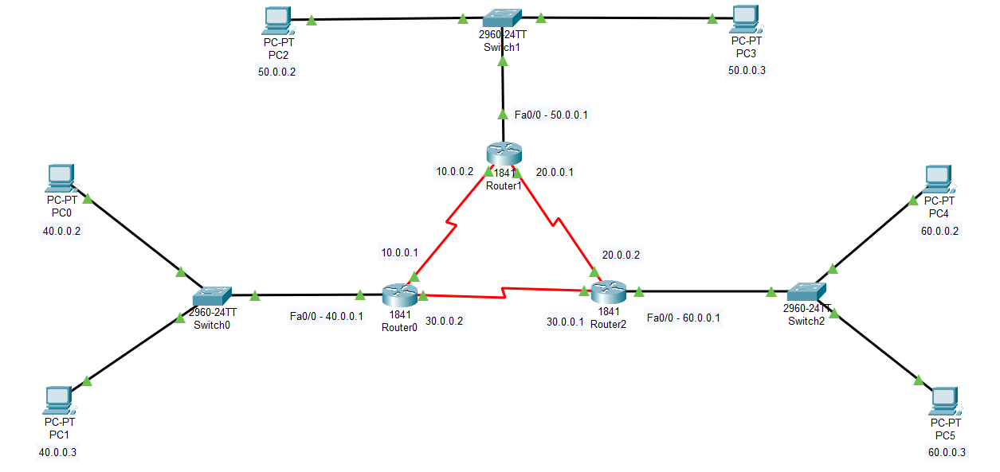 2960-24TT
Switch1
PC-PT
PC2
50.0.0.2
PC-PT
PC3
50.0.0.3
Fa0/0 - 50.0.0.1
10.0.0.2
20.0.0.1
1841
Router1
PC-PT
PC0
40.0.0.2
PC-PT
PC4
60.0.0.2
10.0.0.1
20.0.0.2
2960-24TT
Switch0
Fa0/0 - 40.0.0.1
1841
Router0
30.0.0.2
30.0.0.1
1841
Router2
Fa0/0 - 60.0.0.1
2960-24TT
Switch2
PC-PT
PC1
40.0.0.3
PC-PT
PC5
60.0.0.3